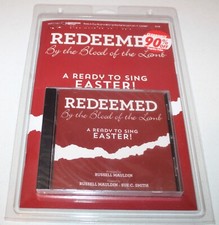 REDEEMED
20%
By the Blood of the Lamb
A READY TO SING
EASTER!
REDEEMED
By the Blood of the Lamb
A READY TO SING
EASTER!
RUSSELL MAULDIN
RUSSELL MAULDIN · SUE C. SMITH